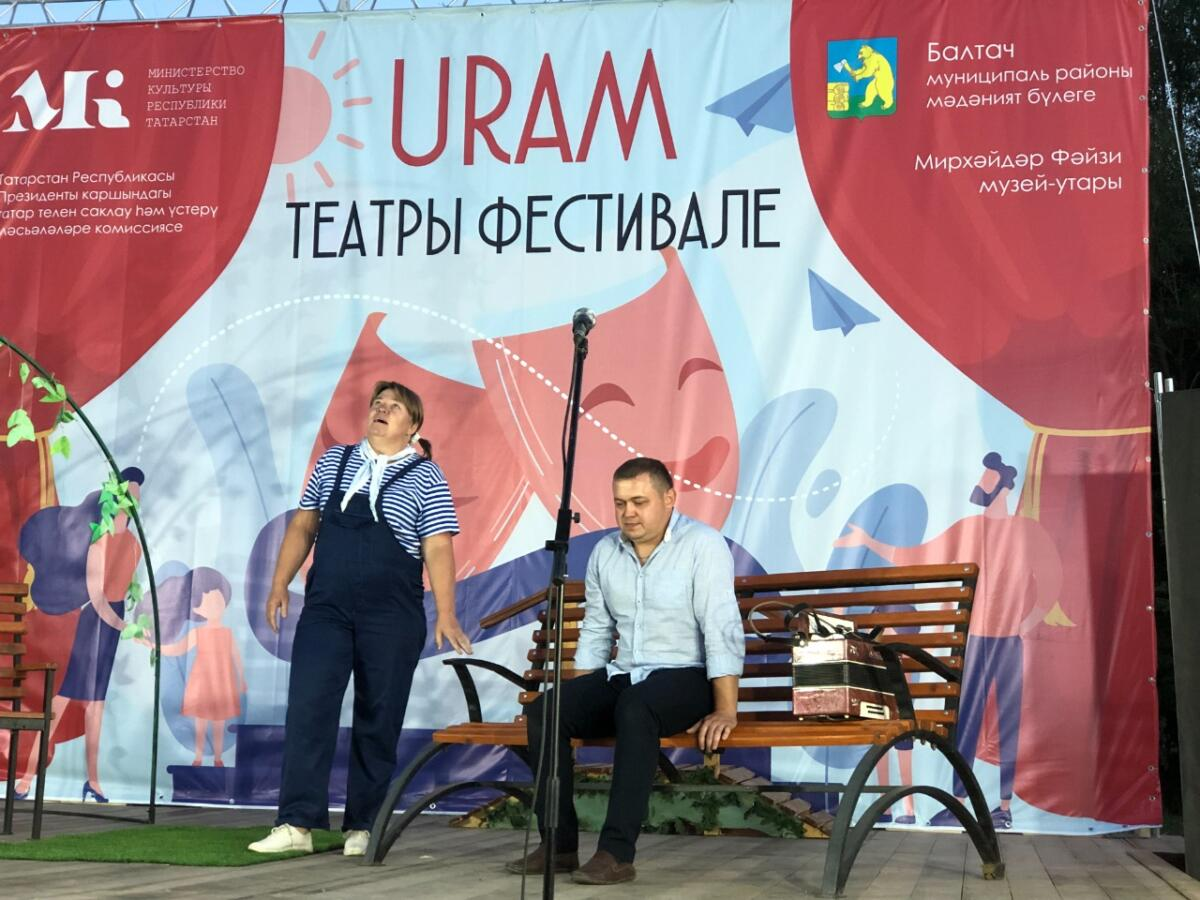 МК
МИНИСТЕРСТВО
КУЛЬТУРЫ
РЕСПУБЛИКИ
ТАТАРСТАН
Татарстан Республикасы
Президенты каршындагы
татар телен саклау һәм үстерү
мәсьәләләре комиссиясе
URAM
ТЕАТРЫ ФЕСТИВАЛЕ
Балтач
муниципаль районы
мәдәният бүлеге
Мирхәйдәр Фәйзи
музей-утары